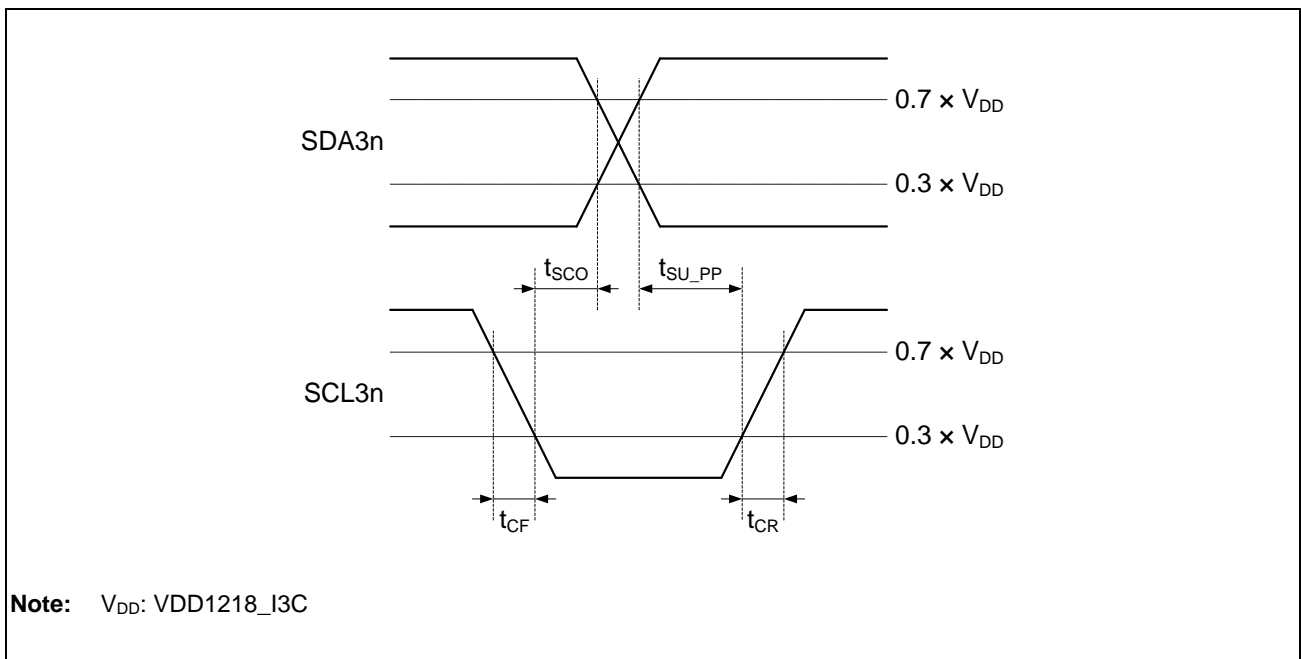 0.7 × VDD
SDA3n
0.3 × VDD
tSCO
tSU_PP
0.7 × VDD
SCL3n
0.3 × VDD
tCF
tCR
Note: VDD: VDD1218_I3C